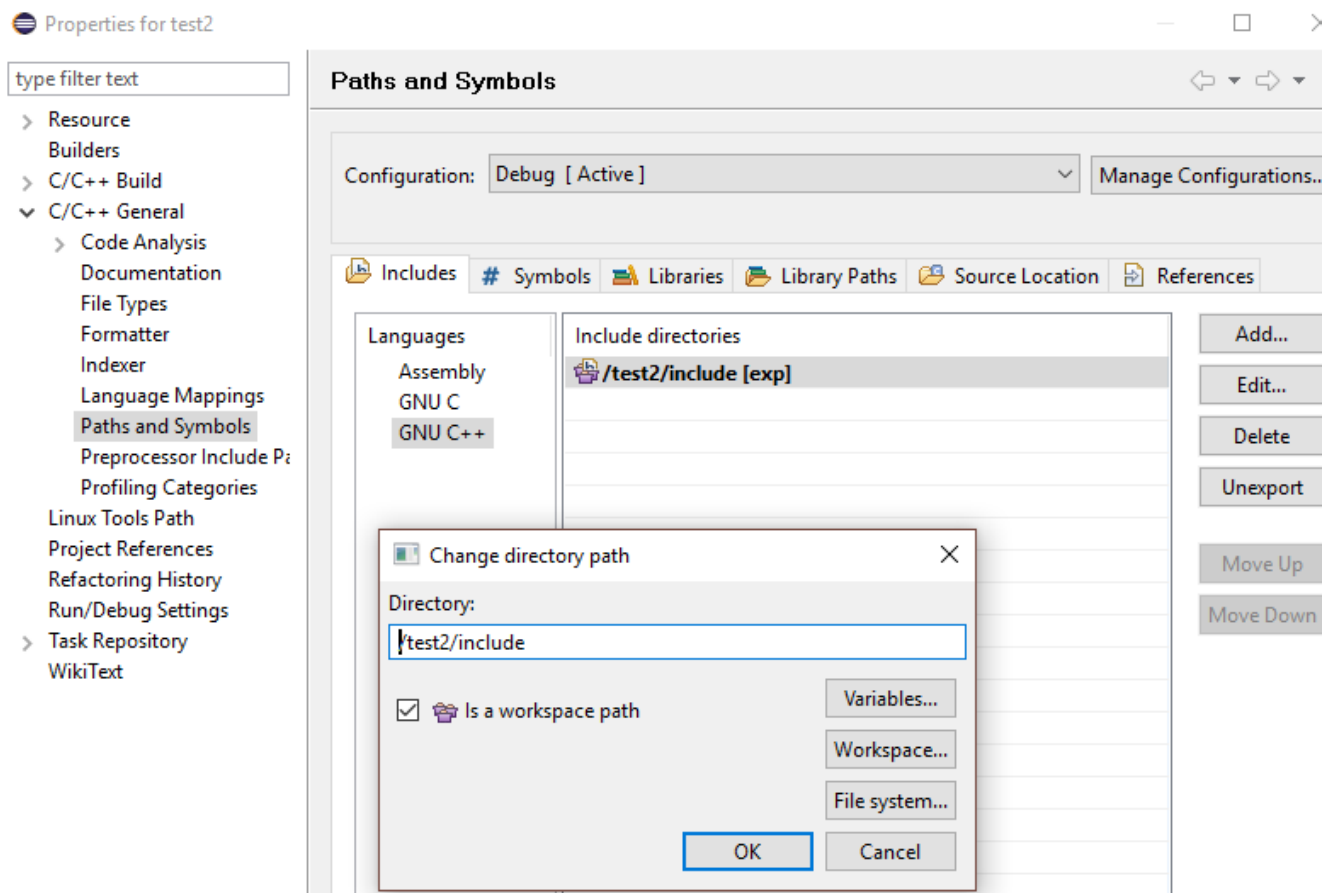 Properties for test2
type filter text
Resource
Builders
C/C++ Build
C/C++ General
Code Analysis
Documentation
File Types
Formatter
Indexer
Language Mappings
Paths and Symbols
Preprocessor Include Pa
Profiling Categories
Linux Tools Path
Project References
Refactoring History
Run/Debug Settings
Task Repository
WikiText
Paths and Symbols
Configuration: Debug [ Active ] Manage Configurations..
Includes # Symbols Libraries Library Paths Source Location References
Languages
Assembly
GNU C
GNU C++
Include directories
/test2/include [exp]
Add...
Edit...
Delete
Unexport
Move Up
Move Down
Change directory path
Directory:
/test2/include
Is a workspace path
Variables...
Workspace...
File system...
OK Cancel